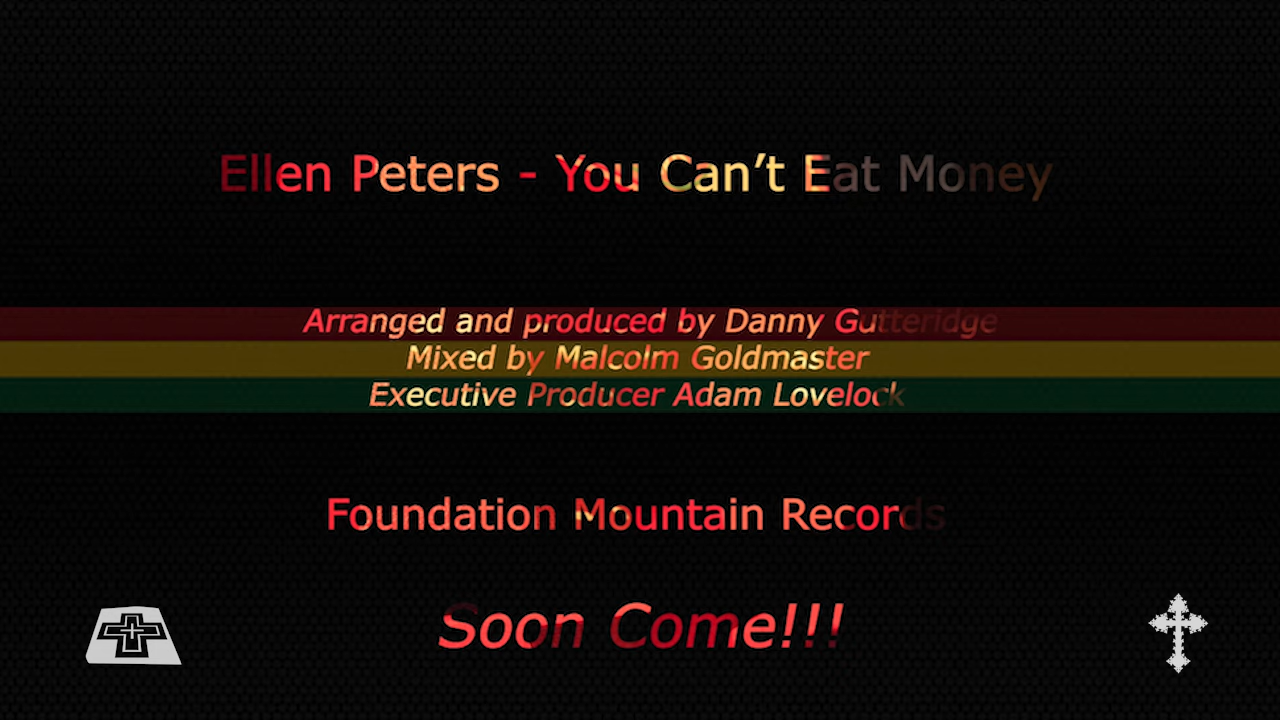 Ellen Peters - You Can’t Eat Money
Arranged and produced by Danny Gutteridge
Mixed by Malcolm Goldmaster
Executive Producer Adam Lovelock
Foundation Mountain Records
Soon Come!!!